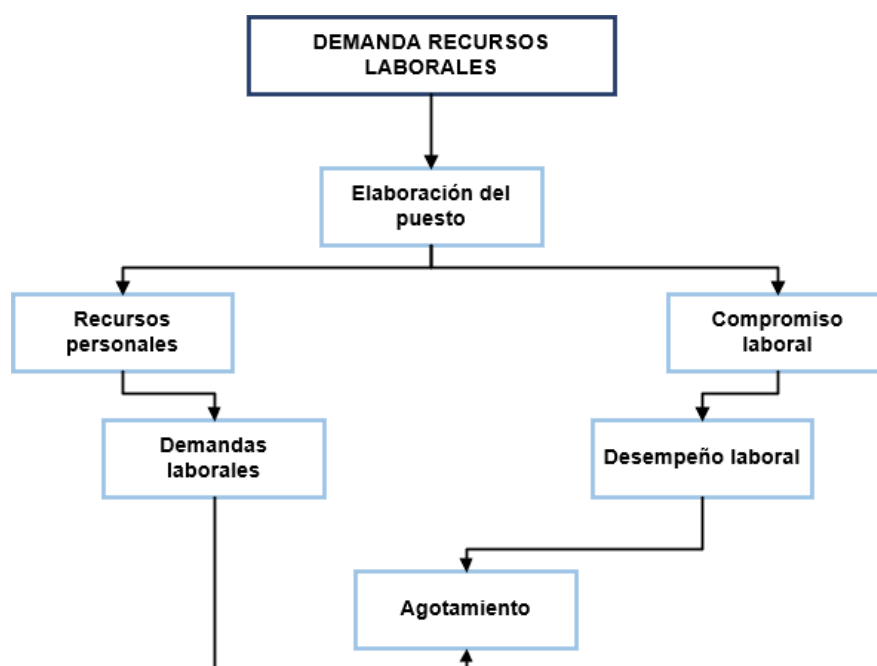 DEMANDA RECURSOS
LABORALES
Elaboración del
puesto
Recursos
personales
Compromiso
laboral
Demandas
laborales
Desempeño laboral
Agotamiento